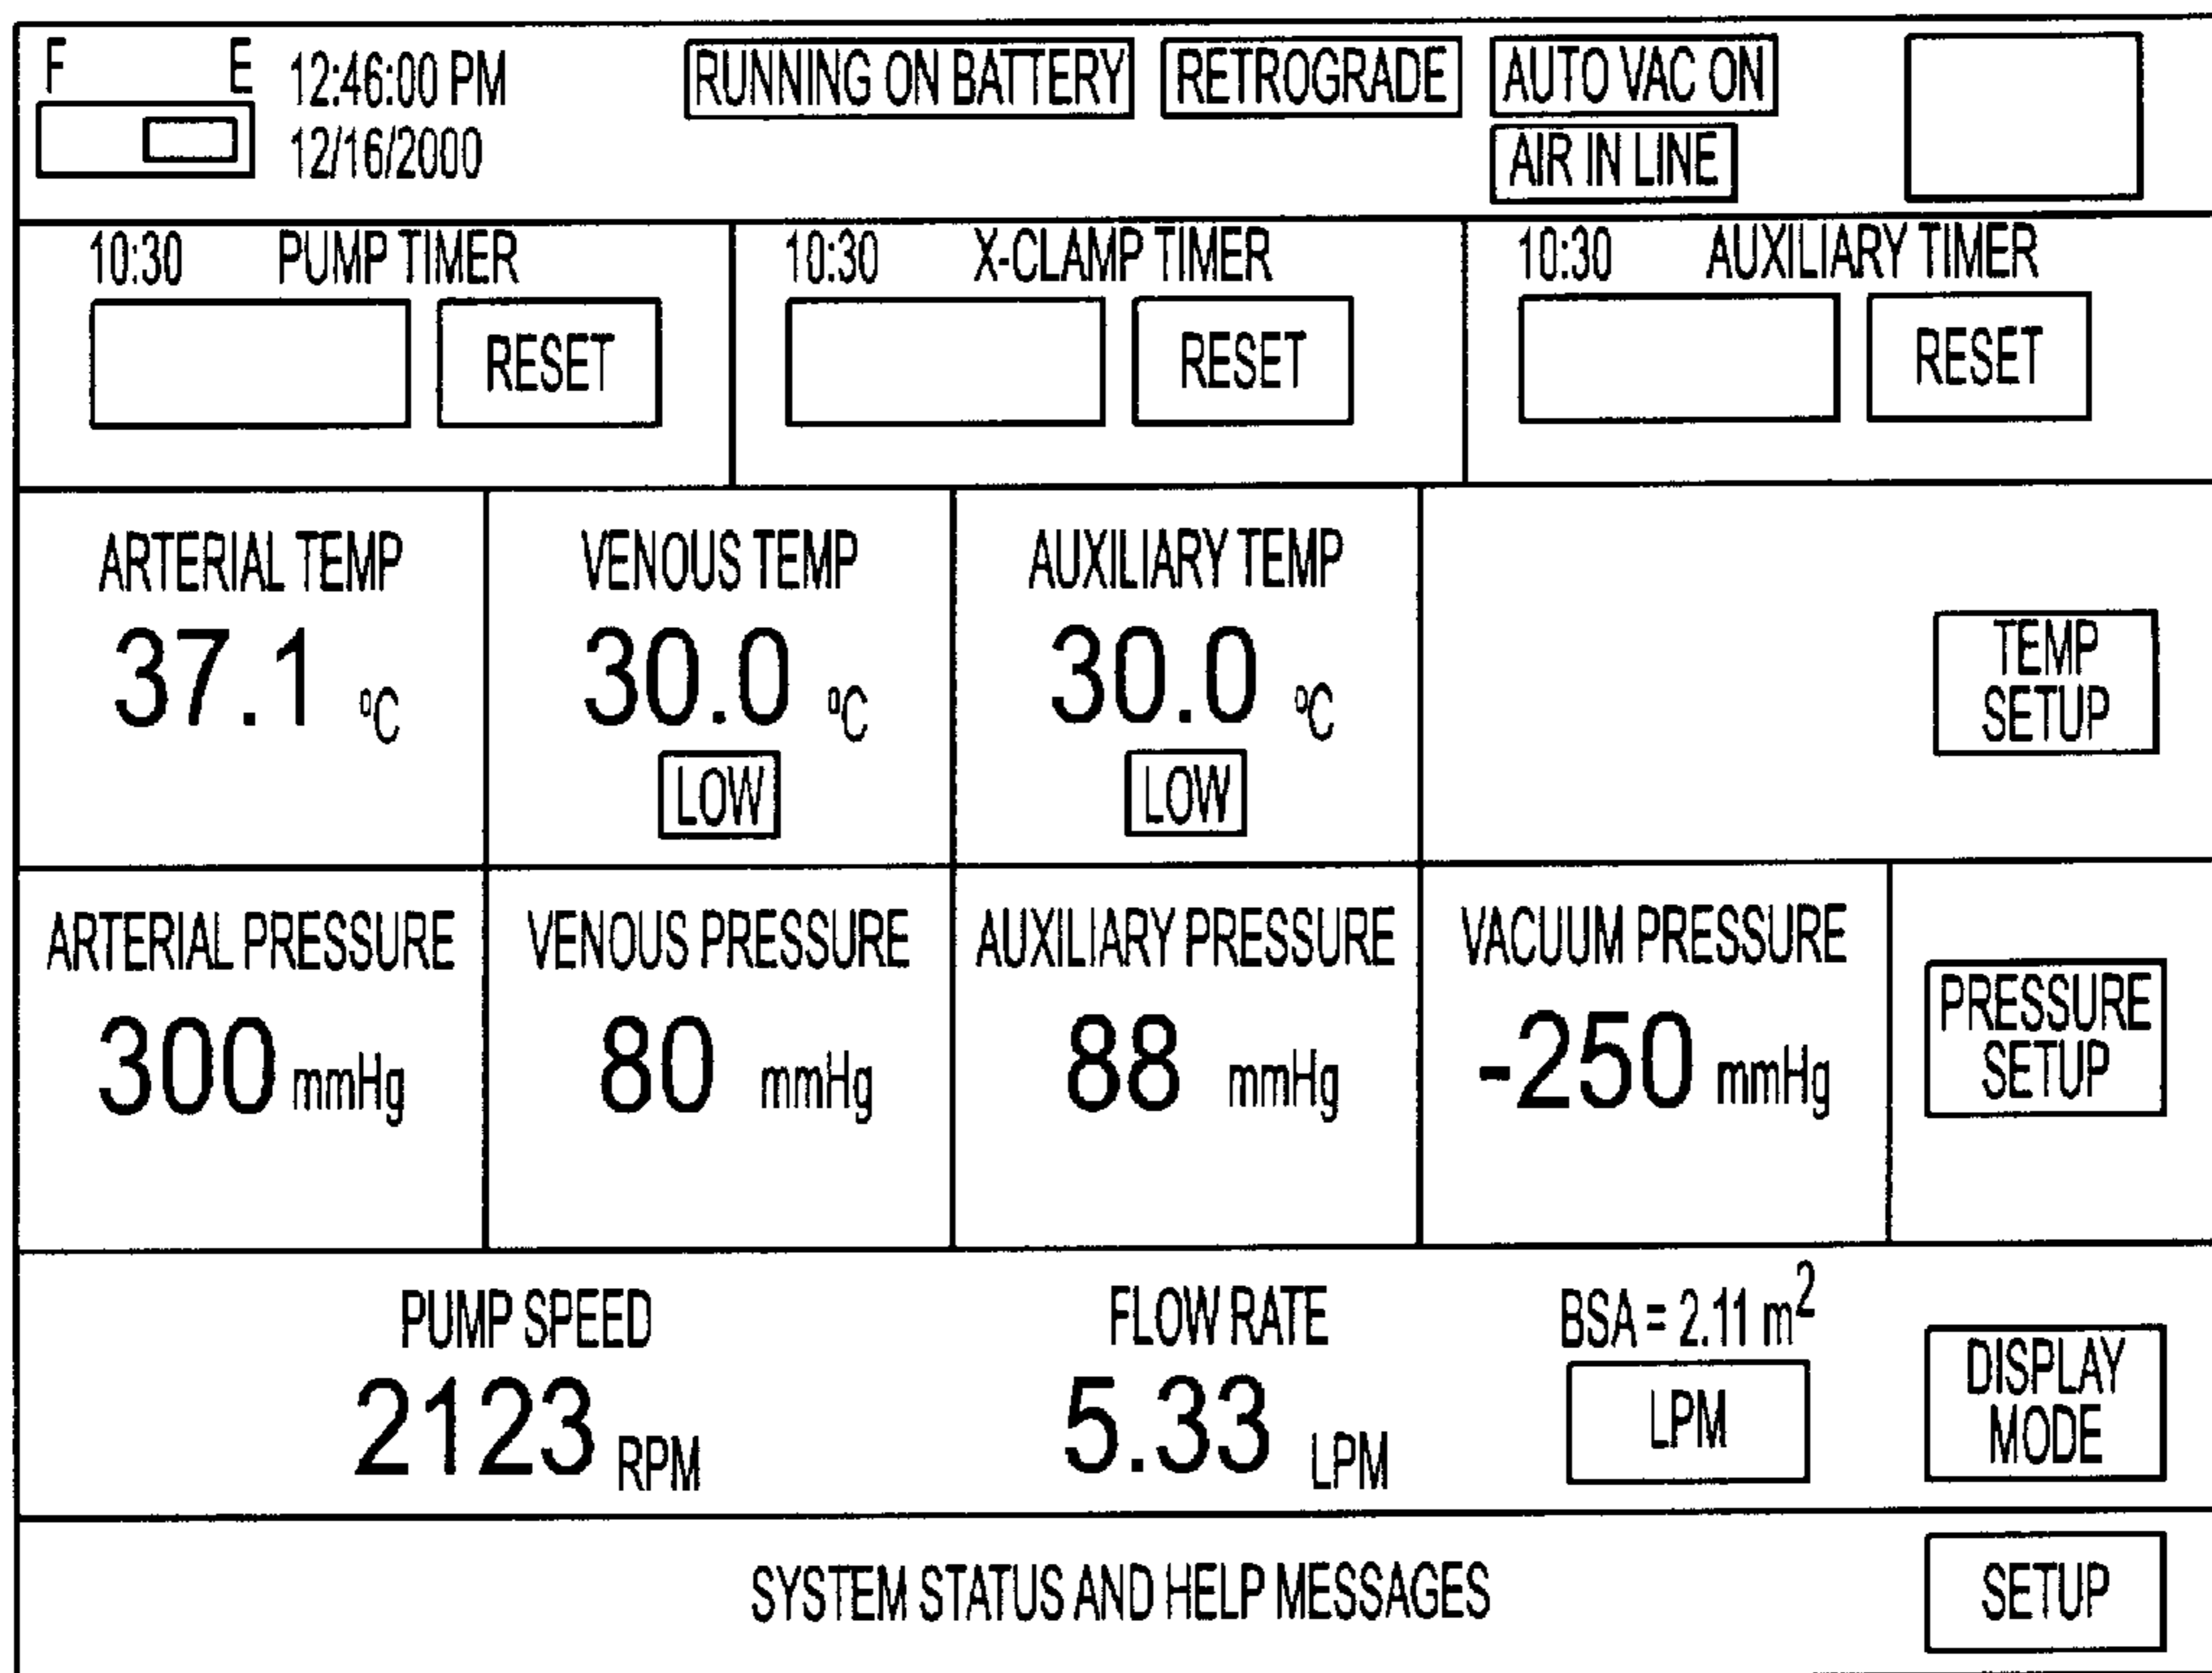 F E 12:46:00 PM RUNNING ON BATTERY RETROGRADE AUTO VAC ON
12/16/2000 AIR IN LINE
10:30 PUMP TIMER 10:30 X-CLAMP TIMER 10:30 AUXILIARY TIMER
RESET RESET RESET
ARTERIAL TEMP VENOUS TEMP AUXILIARY TEMP
37.1 °C 30.0 °C 30.0 °C TEMP
SETUP
LOW LOW
ARTERIAL PRESSURE VENOUS PRESSURE AUXILIARY PRESSURE VACUUM PRESSURE
300 mmHg 80 mmHg 88 mmHg -250 mmHg PRESSURE
SETUP
PUMP SPEED FLOW RATE BSA = 2.11 m²
2123 RPM 5.33 LPM LPM DISPLAY
MODE
SYSTEM STATUS AND HELP MESSAGES SETUP